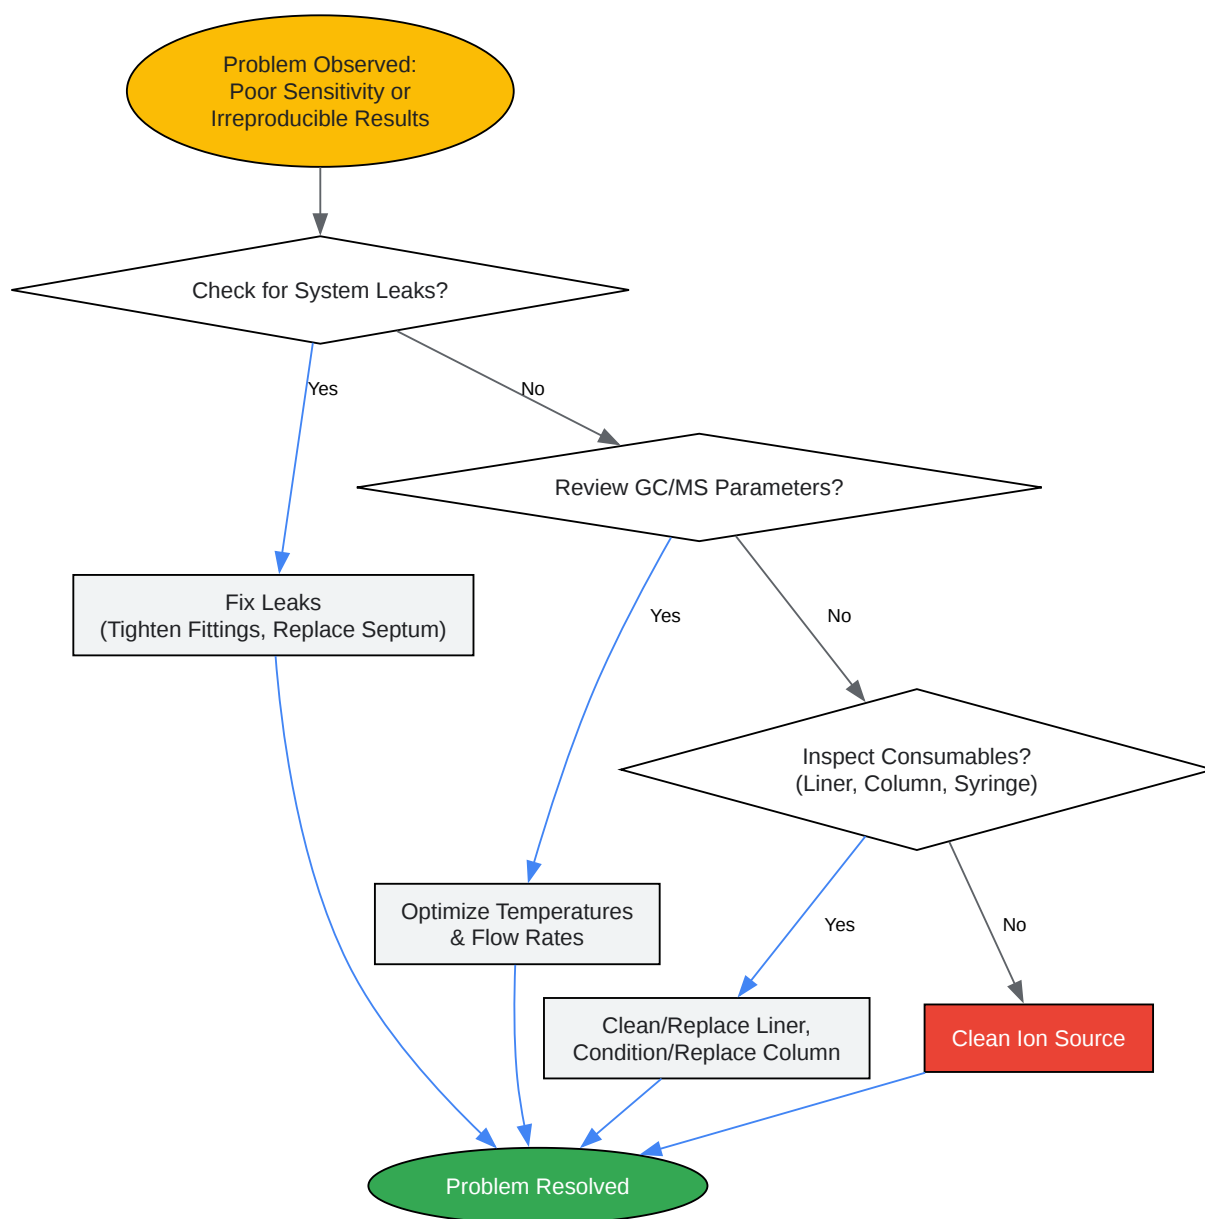 Problem Observed:
Poor Sensitivity or
Irreproducible Results
Check for System Leaks?
Yes
No
Review GC/MS Parameters?
Fix Leaks
(Tighten Fittings, Replace Septum)
Yes
No
Inspect Consumables?
(Liner, Column, Syringe)
Optimize Temperatures
& Flow Rates
Yes
No
Clean/Replace Liner,
Condition/Replace Column
Clean Ion Source
Problem Resolved